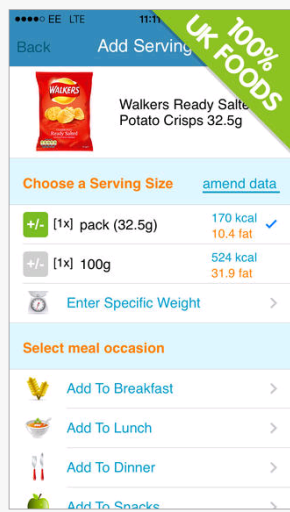 EE LTE 11:11
Back Add Serving
100%
UK FOODS
WALKERS
Ready Salted
Walkers Ready Salte
Potato Crisps 32.5g
Choose a Serving Size amend data
+/- [1x] pack (32.5g) 170 kcal
10.4 fat
+/- [1x] 100g 524 kcal
31.9 fat
Enter Specific Weight
Select meal occasion
Add To Breakfast
Add To Lunch
Add To Dinner
Add To Snacks